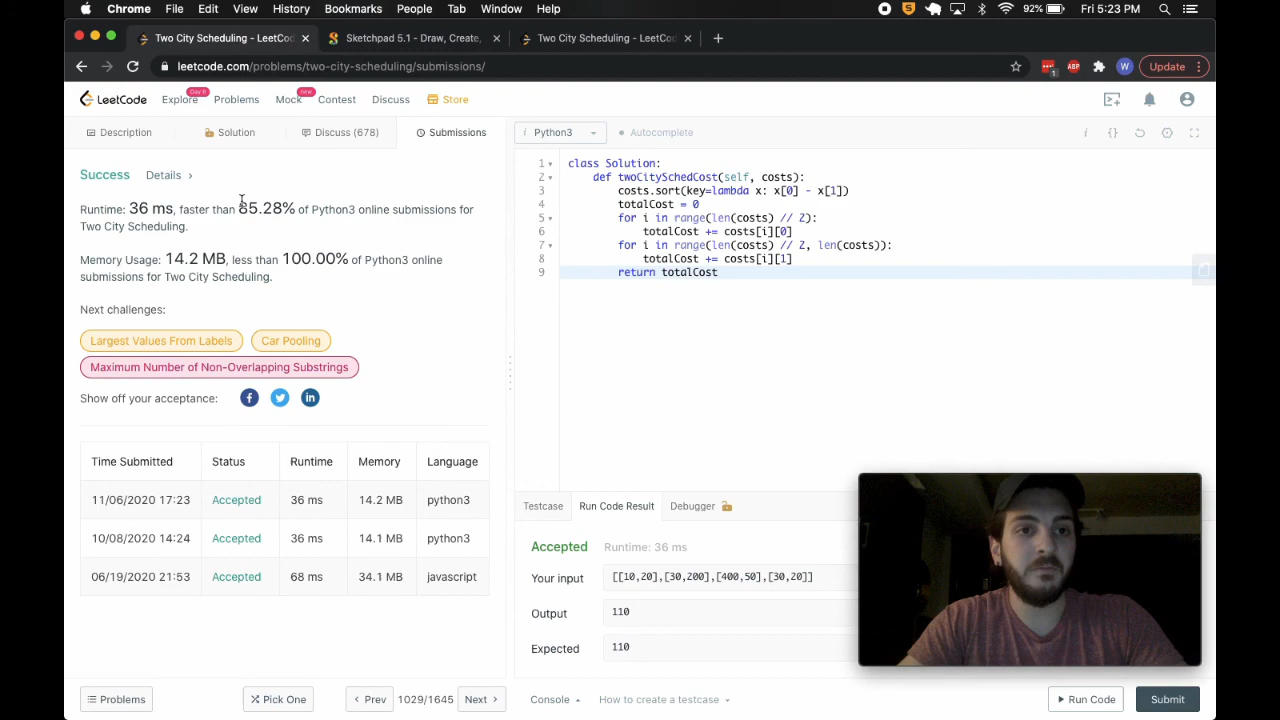 Chrome File Edit View History Bookmarks People Tab Window Help 92% Fri 5:23 PM
Two City Scheduling - LeetCo × Sketchpad 5.1 - Draw, Create, × Two City Scheduling - LeetCod × +
leetcode.com/problems/two-city-scheduling/submissions/ 1 ABP W Update
LeetCode Explore Day 6 Problems Mock new Contest Discuss Store
Description Solution Discuss (678) Submissions
i Python3 Autocomplete i {}
Success Details ›
Runtime: 36 ms, faster than 85.28% of Python3 online submissions for
Two City Scheduling.
Memory Usage: 14.2 MB, less than 100.00% of Python3 online
submissions for Two City Scheduling.
Next challenges:
Largest Values From Labels Car Pooling
Maximum Number of Non-Overlapping Substrings
Show off your acceptance:
Time Submitted Status Runtime Memory Language
11/06/2020 17:23 Accepted 36 ms 14.2 MB python3
10/08/2020 14:24 Accepted 36 ms 14.1 MB python3
06/19/2020 21:53 Accepted 68 ms 34.1 MB javascript
1 class Solution:
2 def twoCitySchedCost(self, costs):
3 costs.sort(key=lambda x: x[0] - x[1])
4 totalCost = 0
5 for i in range(len(costs) // 2):
6 totalCost += costs[i][0]
7 for i in range(len(costs) // 2, len(costs)):
8 totalCost += costs[i][1]
9 return totalCost
Testcase Run Code Result Debugger
Accepted Runtime: 36 ms
Your input [[10,20],[30,200],[400,50],[30,20]]
Output 110
Expected 110
Problems Pick One ‹ Prev 1029/1645 Next › Console How to create a testcase Run Code Submit